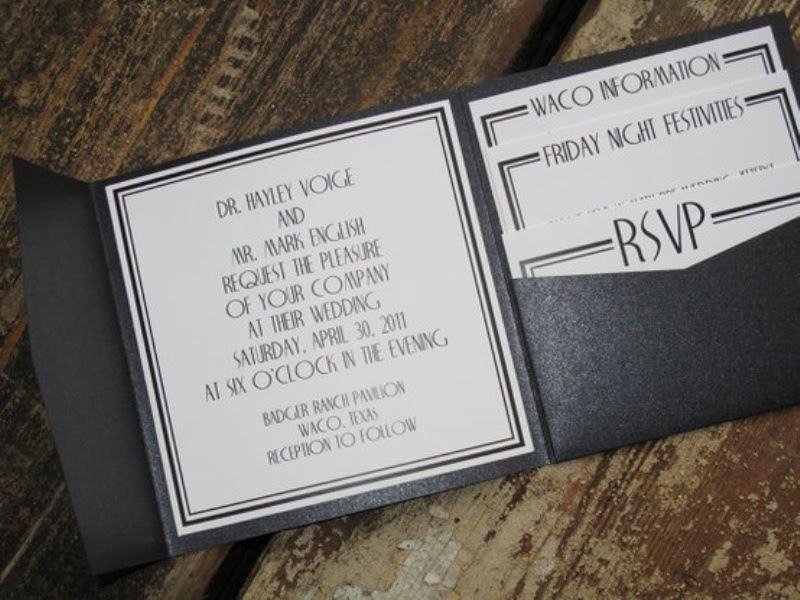 DR. HAYLEY VOIGE
AND
MR. MARK ENGLISH
REQUEST THE PLEASURE
OF YOUR COMPANY
AT THEIR WEDDING
SATURDAY, APRIL 30, 2011
AT SIX O'CLOCK IN THE EVENING
BADGER RANCH PAVILION
WACO, TEXAS
RECEPTION TO FOLLOW
WACO INFORMATION
FRIDAY NIGHT FESTIVITIES
RSVP